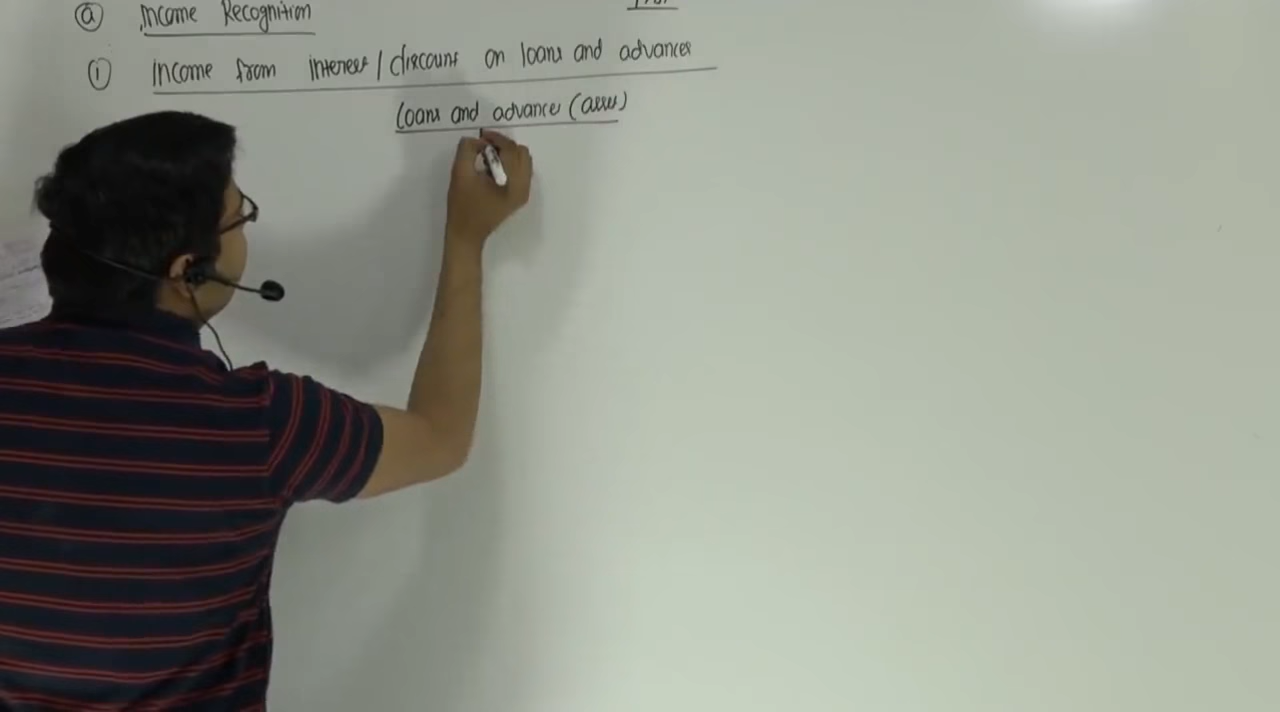 ⓐ Income Recognition
① Income from interest / discount on loans and advances
Loans and advances (asset)